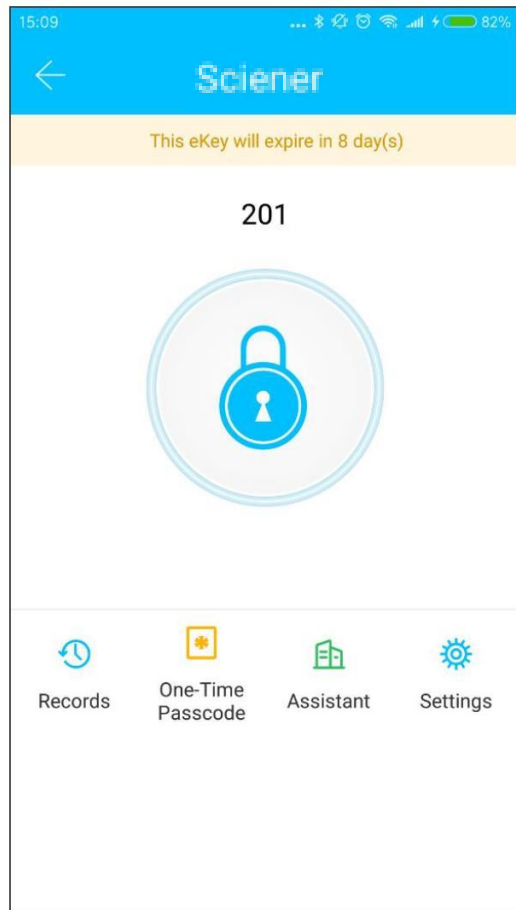 15:09
... 82%
Sciener
This eKey will expire in 8 day(s)
201
Records
One-Time
Passcode
Assistant
Settings